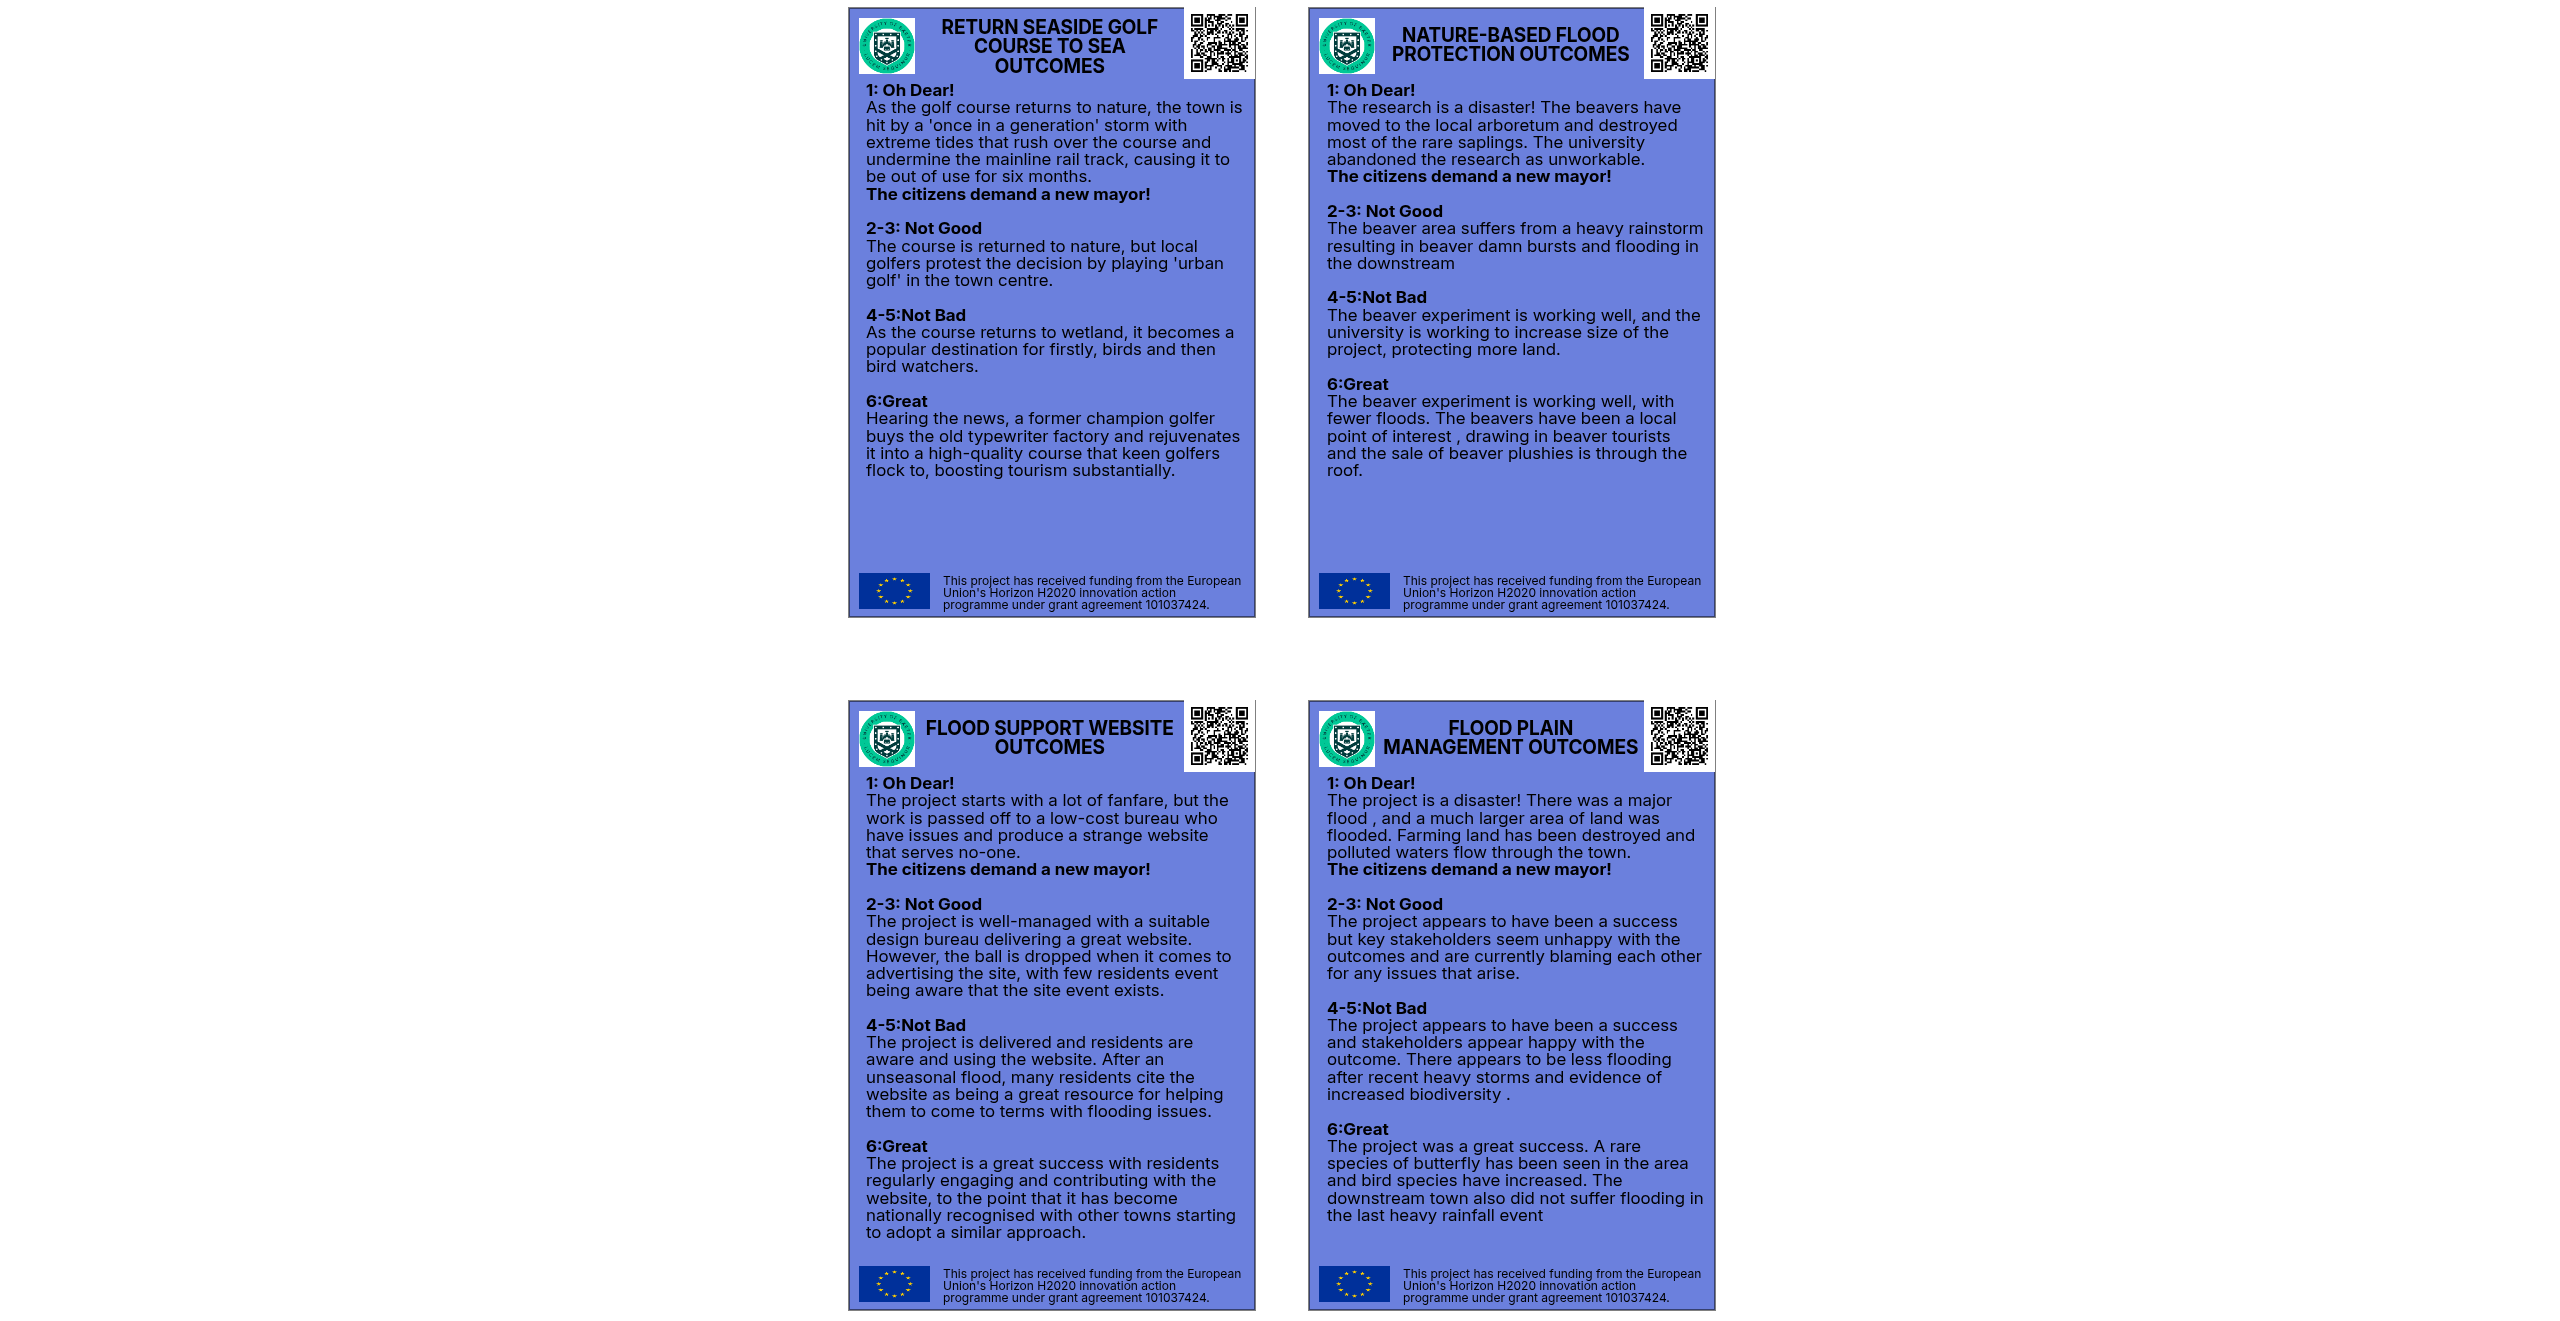 RETURN SEASIDE GOLF
COURSE TO SEA
OUTCOMES
1: Oh Dear!
As the golf course returns to nature, the town is
hit by a 'once in a generation' storm with
extreme tides that rush over the course and
undermine the mainline rail track, causing it to
be out of use for six months.
The citizens demand a new mayor!
2-3: Not Good
The course is returned to nature, but local
golfers protest the decision by playing 'urban
golf' in the town centre.
4-5:Not Bad
As the course returns to wetland, it becomes a
popular destination for firstly, birds and then
bird watchers.
6:Great
Hearing the news, a former champion golfer
buys the old typewriter factory and rejuvenates
it into a high-quality course that keen golfers
flock to, boosting tourism substantially.
This project has received funding from the European
Union's Horizon H2020 innovation action
programme under grant agreement 101037424.
NATURE-BASED FLOOD
PROTECTION OUTCOMES
1: Oh Dear!
The research is a disaster! The beavers have
moved to the local arboretum and destroyed
most of the rare saplings. The university
abandoned the research as unworkable.
The citizens demand a new mayor!
2-3: Not Good
The beaver area suffers from a heavy rainstorm
resulting in beaver damn bursts and flooding in
the downstream
4-5:Not Bad
The beaver experiment is working well, and the
university is working to increase size of the
project, protecting more land.
6:Great
The beaver experiment is working well, with
fewer floods. The beavers have been a local
point of interest , drawing in beaver tourists
and the sale of beaver plushies is through the
roof.
This project has received funding from the European
Union's Horizon H2020 innovation action
programme under grant agreement 101037424.
FLOOD SUPPORT WEBSITE
OUTCOMES
1: Oh Dear!
The project starts with a lot of fanfare, but the
work is passed off to a low-cost bureau who
have issues and produce a strange website
that serves no-one.
The citizens demand a new mayor!
2-3: Not Good
The project is well-managed with a suitable
design bureau delivering a great website.
However, the ball is dropped when it comes to
advertising the site, with few residents event
being aware that the site event exists.
4-5:Not Bad
The project is delivered and residents are
aware and using the website. After an
unseasonal flood, many residents cite the
website as being a great resource for helping
them to come to terms with flooding issues.
6:Great
The project is a great success with residents
regularly engaging and contributing with the
website, to the point that it has become
nationally recognised with other towns starting
to adopt a similar approach.
This project has received funding from the European
Union's Horizon H2020 innovation action
programme under grant agreement 101037424.
FLOOD PLAIN
MANAGEMENT OUTCOMES
1: Oh Dear!
The project is a disaster! There was a major
flood , and a much larger area of land was
flooded. Farming land has been destroyed and
polluted waters flow through the town.
The citizens demand a new mayor!
2-3: Not Good
The project appears to have been a success
but key stakeholders seem unhappy with the
outcomes and are currently blaming each other
for any issues that arise.
4-5:Not Bad
The project appears to have been a success
and stakeholders appear happy with the
outcome. There appears to be less flooding
after recent heavy storms and evidence of
increased biodiversity .
6:Great
The project was a great success. A rare
species of butterfly has been seen in the area
and bird species have increased. The
downstream town also did not suffer flooding in
the last heavy rainfall event
This project has received funding from the European
Union's Horizon H2020 innovation action
programme under grant agreement 101037424.